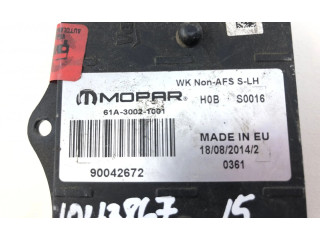 WK Non-AFS S-LH
MOPAR H0B S0016
61A-3002-1001
MADE IN EU
18/08/2014/2
90042672 0361
15